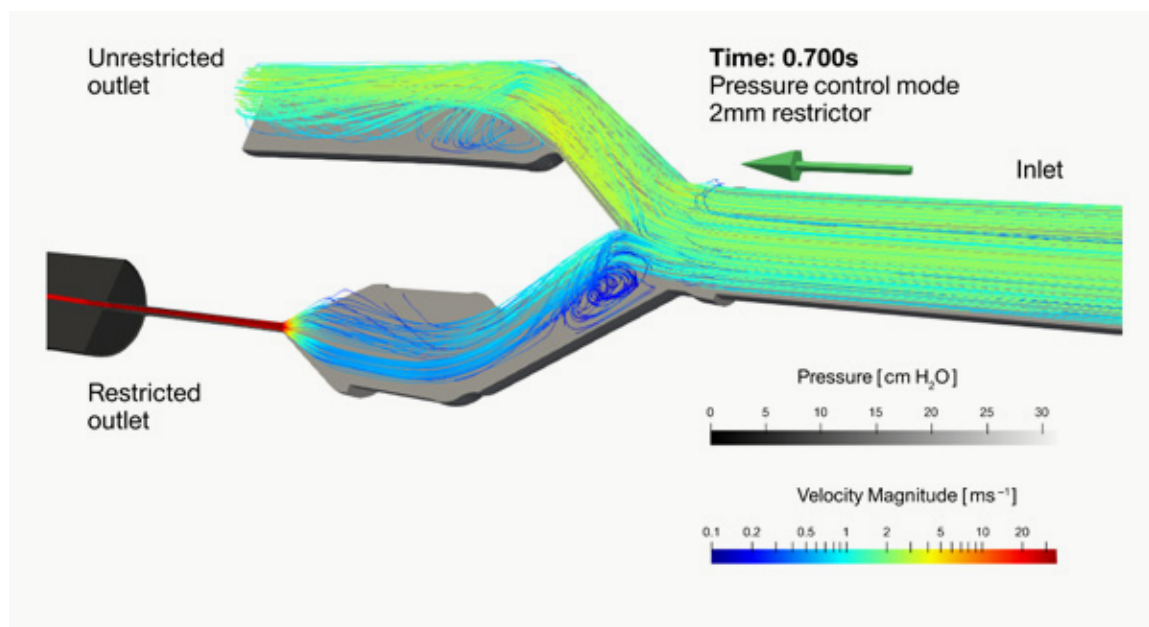 Unrestricted
outlet
Time: 0.700s
Pressure control mode
2mm restrictor
Inlet
Restricted
outlet
Pressure [cm H₂O]
0 5 10 15 20 25 30
Velocity Magnitude [ms⁻¹]
0.1 0.2 0.5 1 2 5 10 20